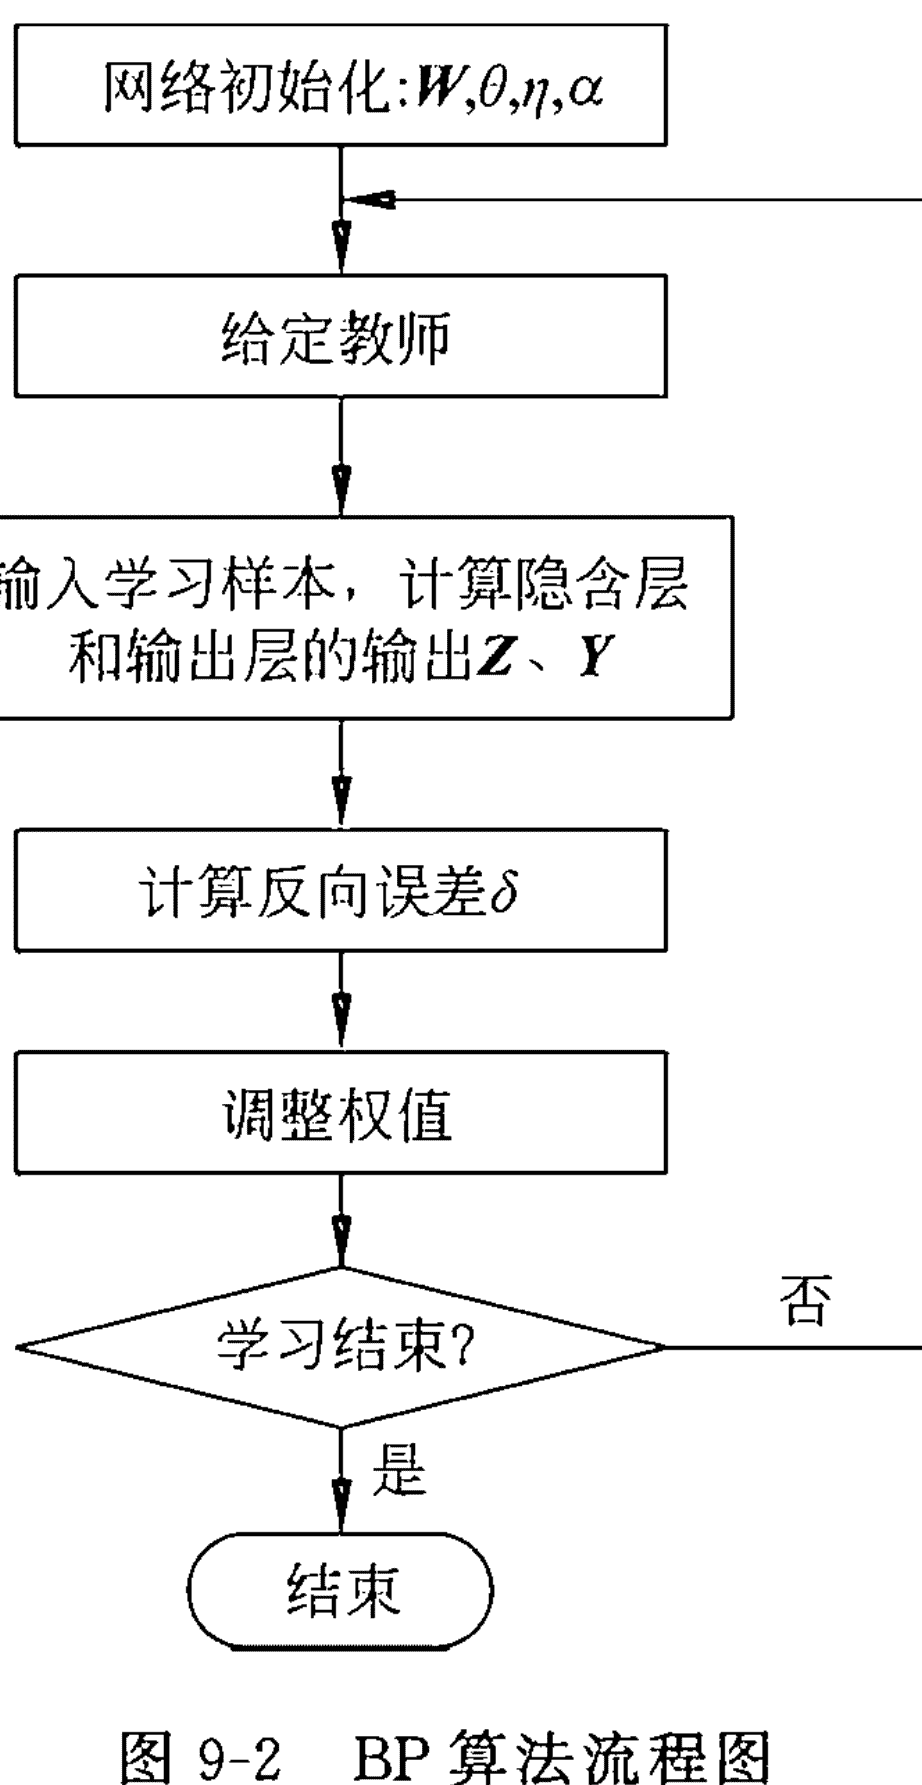 网络初始化:W,θ,η,α
给定教师
输入学习样本，计算隐含层
和输出层的输出Z、Y
计算反向误差δ
调整权值
学习结束?
否
是
结束
图 9-2 BP 算法流程图